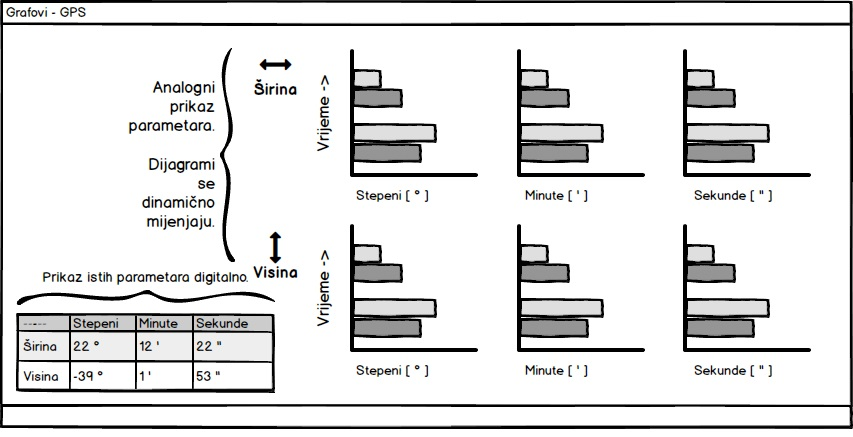 Grafovi - GPS
Analogni
prikaz
parametara.
Dijagrami
se
dinamično
mijenjaju.
Širina
Vrijeme ->
Stepeni [ ° ]
Minute [ ' ]
Sekunde [ " ]
Visina
Vrijeme ->
Stepeni [ ° ]
Minute [ ' ]
Sekunde [ " ]
Prikaz istih parametara digitalno.
----- Stepeni Minute Sekunde
Širina 22 ° 12 ' 22 "
Visina -39 ° 1 ' 53 "